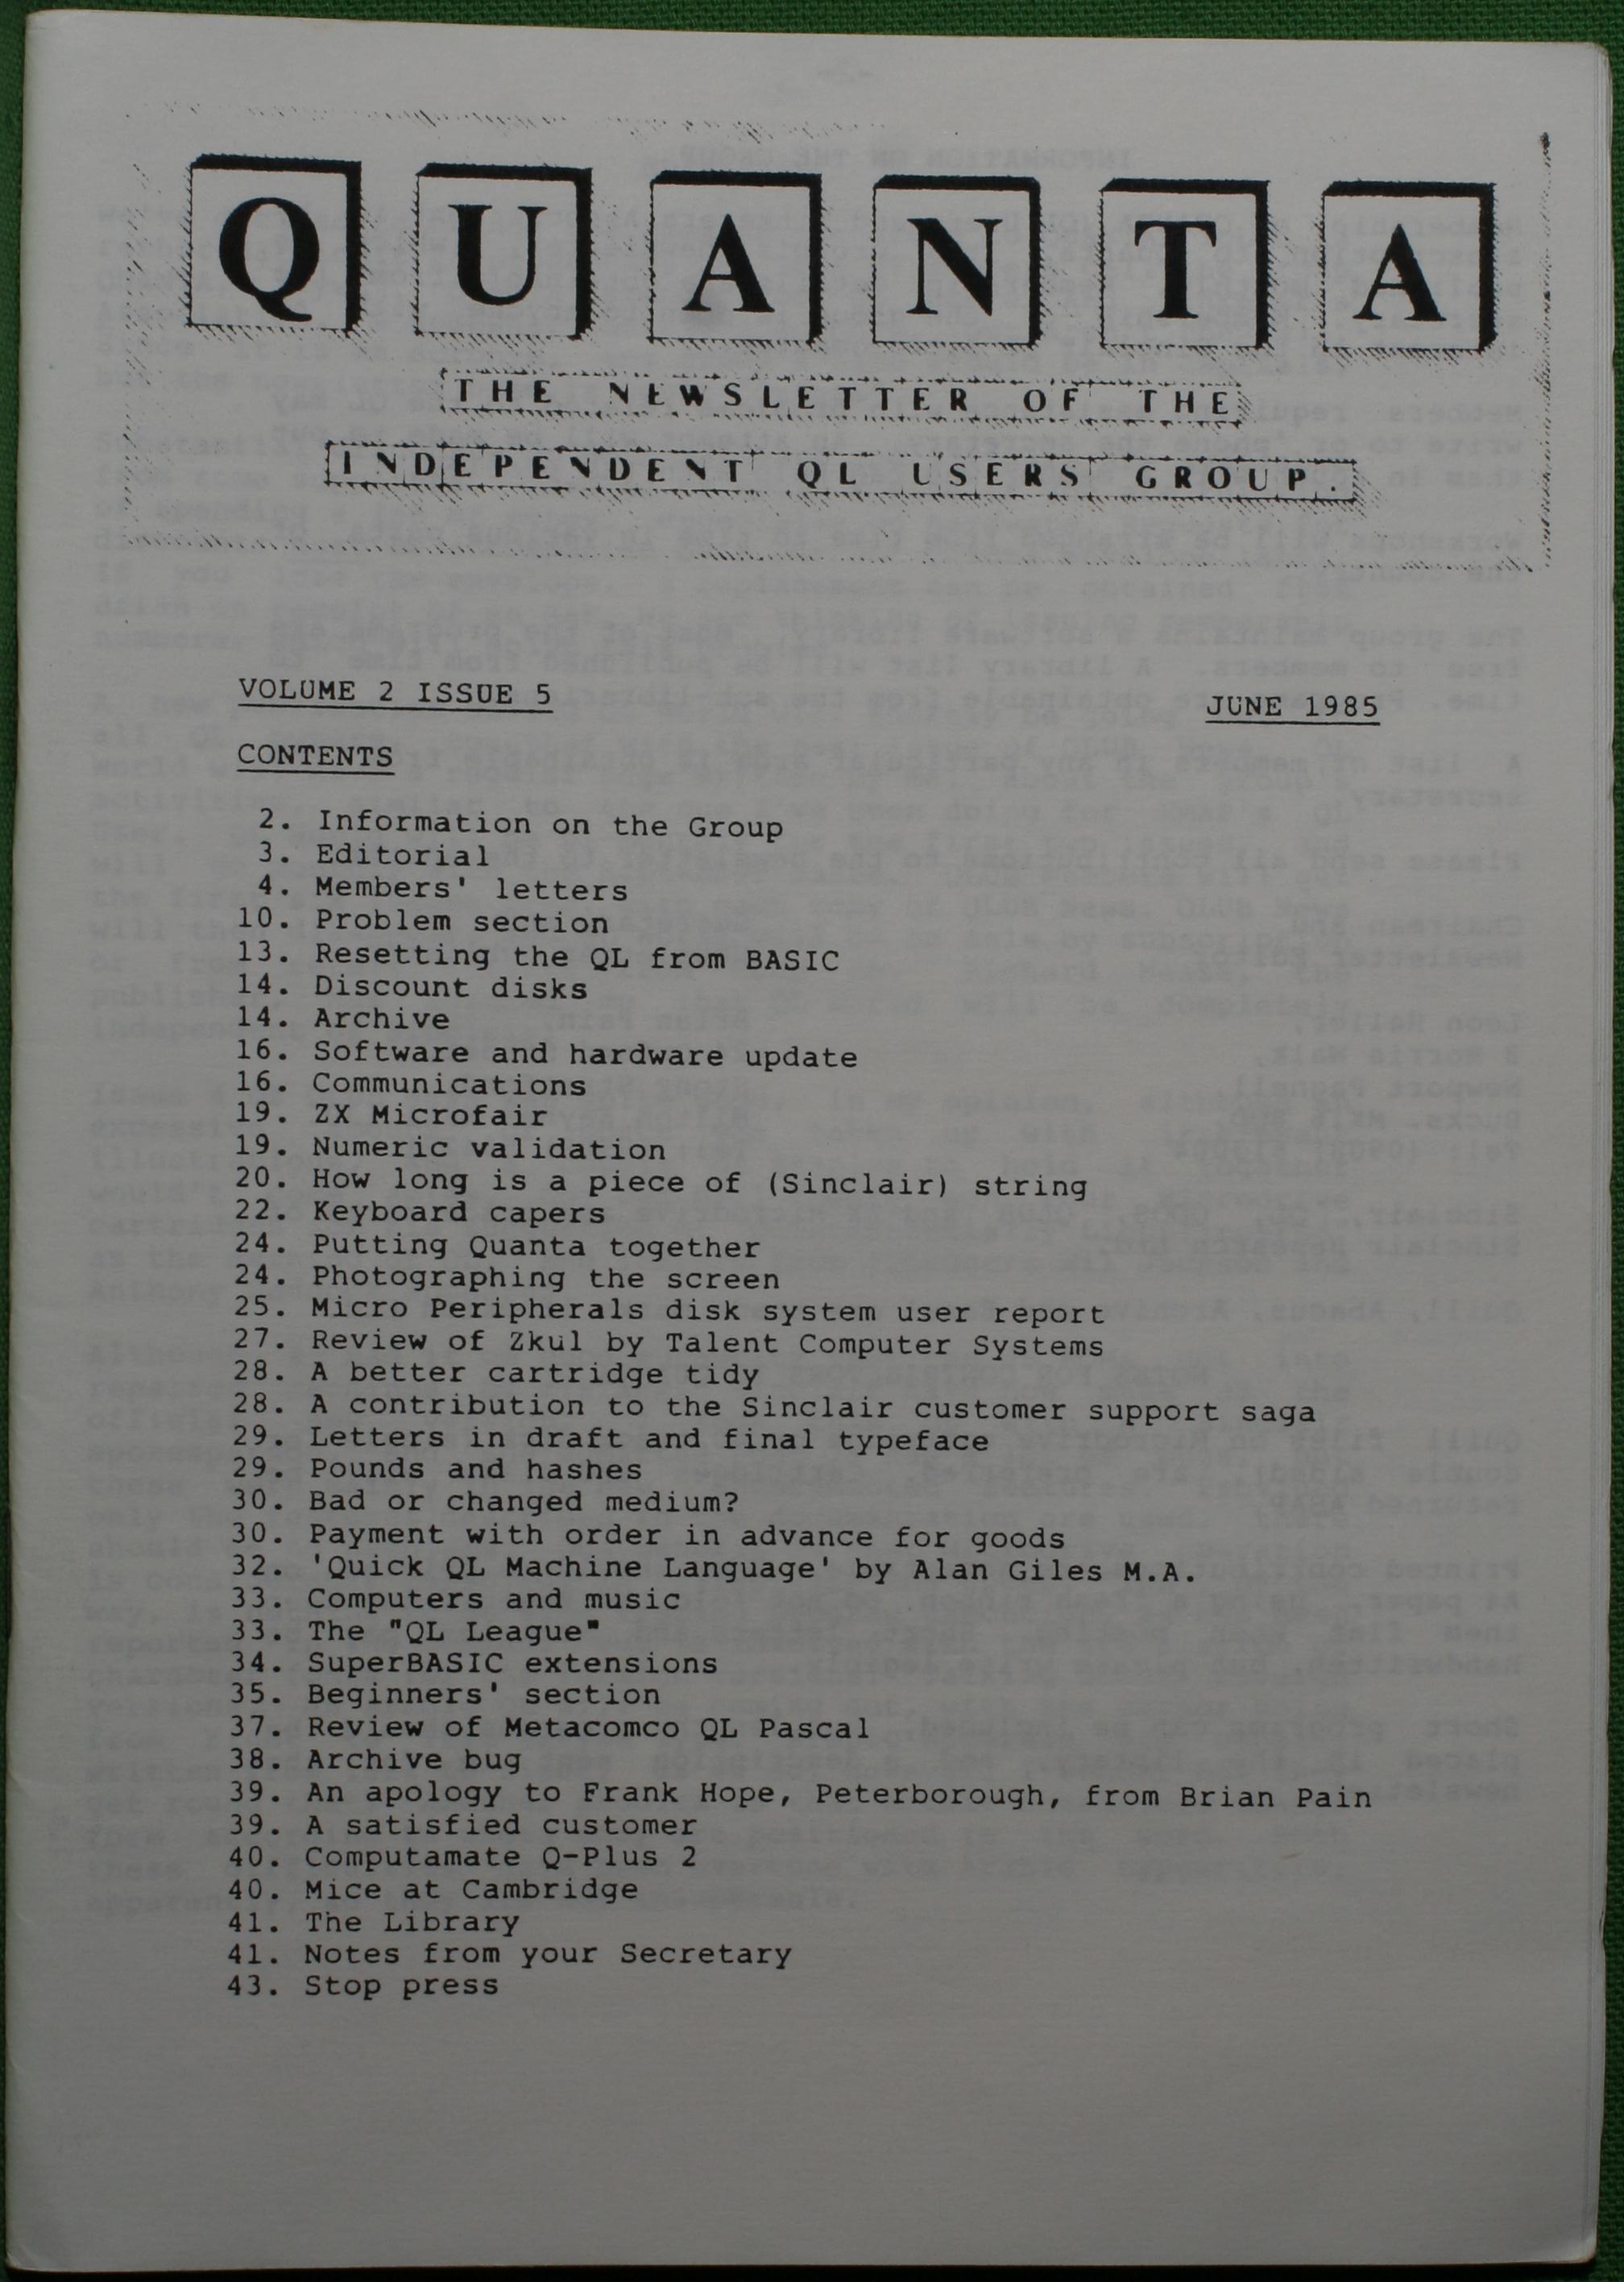 QUANTA
THE NEWSLETTER OF THE
INDEPENDENT QL USERS GROUP.
VOLUME 2 ISSUE 5
JUNE 1985
CONTENTS
2. Information on the Group
3. Editorial
4. Members' letters
10. Problem section
13. Resetting the QL from BASIC
14. Discount disks
14. Archive
16. Software and hardware update
16. Communications
19. ZX Microfair
19. Numeric validation
20. How long is a piece of (Sinclair) string
22. Keyboard capers
24. Putting Quanta together
24. Photographing the screen
25. Micro Peripherals disk system user report
27. Review of Zkul by Talent Computer Systems
28. A better cartridge tidy
28. A contribution to the Sinclair customer support saga
29. Letters in draft and final typeface
29. Pounds and hashes
30. Bad or changed medium?
30. Payment with order in advance for goods
32. 'Quick QL Machine Language' by Alan Giles M.A.
33. Computers and music
33. The "QL League"
34. SuperBASIC extensions
35. Beginners' section
37. Review of Metacomco QL Pascal
38. Archive bug
39. An apology to Frank Hope, Peterborough, from Brian Pain
39. A satisfied customer
40. Computamate Q-Plus 2
40. Mice at Cambridge
41. The Library
41. Notes from your Secretary
43. Stop press